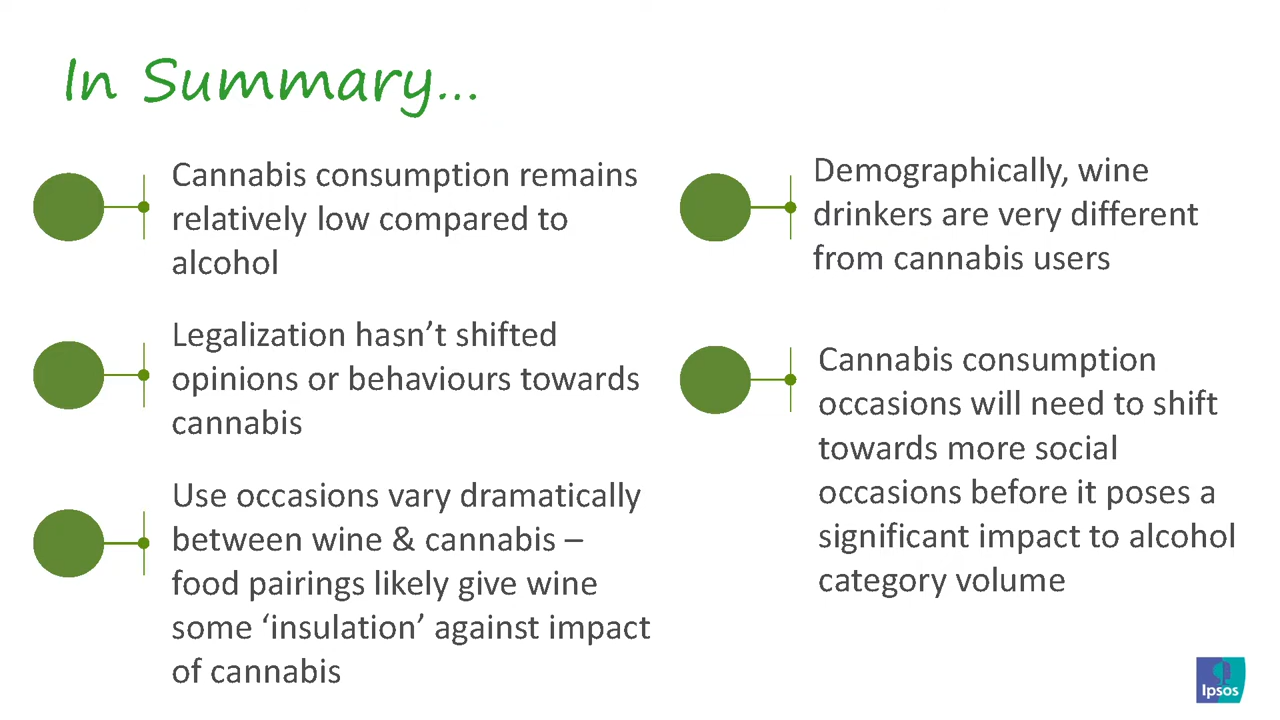 In Summary...
Cannabis consumption remains
relatively low compared to
alcohol
Legalization hasn’t shifted
opinions or behaviours towards
cannabis
Use occasions vary dramatically
between wine & cannabis –
food pairings likely give wine
some ‘insulation’ against impact
of cannabis
Demographically, wine
drinkers are very different
from cannabis users
Cannabis consumption
occasions will need to shift
towards more social
occasions before it poses a
significant impact to alcohol
category volume
Ipsos